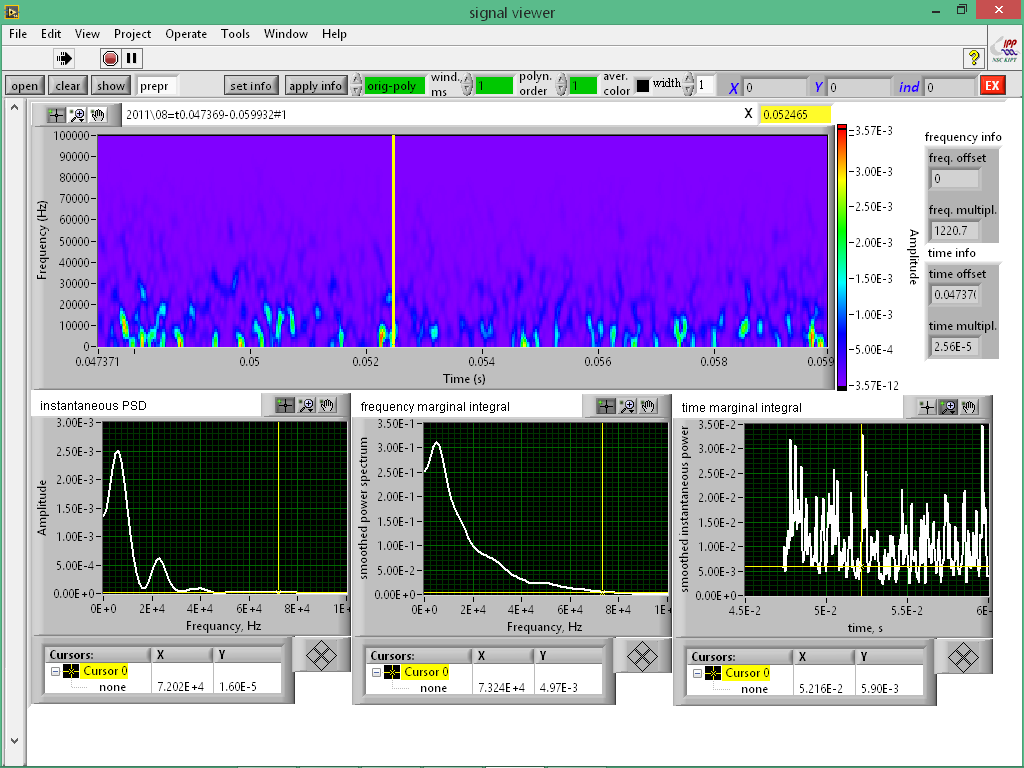 signal viewer
File Edit View Project Operate Tools Window Help
IPP
NSC KIPT
?
open clear show prepr set info apply info orig-poly wind., ms 1 polyn. order 1 aver. color width 1 X 0 Y 0 ind 0 EX
2011\08=t0.047369-0.059932#1 X 0.052465
100000
90000
80000
70000
60000
50000
40000
30000
20000
10000
0
Frequency (Hz)
0.047371 0.05 0.052 0.054 0.056 0.058 0.059
Time (s)
3.57E-3
3.00E-3
2.00E-3
1.50E-3
1.00E-3
5.00E-4
3.57E-12
Amplitude
frequency info
freq. offset
0
freq. multipl.
1220.7
time info
time offset
0.04737(
time multipl.
2.56E-5
instantaneous PSD
3.00E-3
2.50E-3
2.00E-3
1.50E-3
1.00E-3
5.00E-4
0.00E+0
Amplitude
0E+0 2E+4 4E+4 6E+4 8E+4 1E+
Frequancy, Hz
Cursors: X Y
Cursor 0
none 7.202E+4 1.60E-5
frequency marginal integral
3.50E-1
3.00E-1
2.50E-1
2.00E-1
1.50E-1
1.00E-1
5.00E-2
0.00E+0
smoothed power spectrum
0E+0 2E+4 4E+4 6E+4 8E+4 1E+
Frequancy, Hz
Cursors: X Y
Cursor 0
none 7.324E+4 4.97E-3
time marginal integral
3.50E-2
3.00E-2
2.50E-2
2.00E-2
1.50E-2
1.00E-2
5.00E-3
0.00E+0
smoothed instantaneous power
4.5E-2 5E-2 5.5E-2 6E-
time, s
Cursors: X Y
Cursor 0
none 5.216E-2 5.90E-3